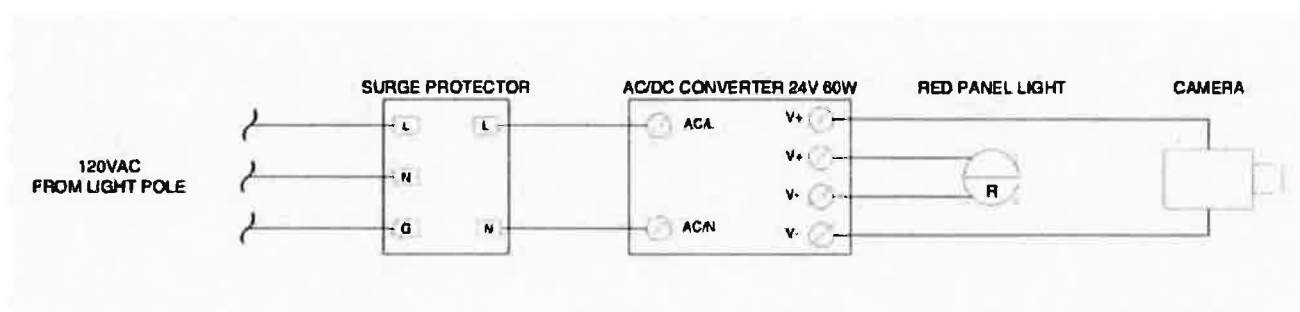 SURGE PROTECTOR
AC/DC CONVERTER 24V 60W
RED PANEL LIGHT
CAMERA
120VAC
FROM LIGHT POLE
L
N
G
L
N
AC/L
AC/N
V+
V+
V-
V-
R